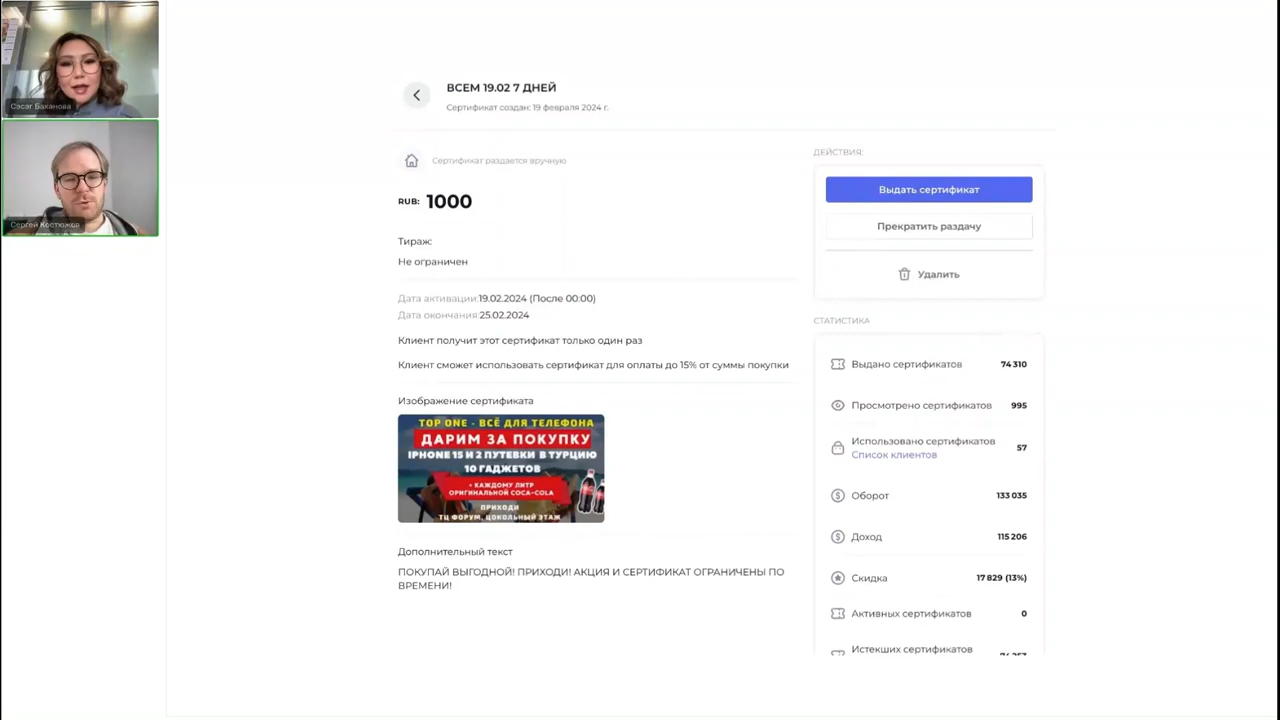 Сэсэг Баханова
Сергей Костюжов
ВСЕМ 19.02 7 ДНЕЙ
Сертификат создан: 19 февраля 2024 г.
Сертификат раздается вручную
RUB: 1000
Тираж:
Не ограничен
Дата активации:19.02.2024 (После 00:00)
Дата окончания:25.02.2024
Клиент получит этот сертификат только один раз
Клиент сможет использовать сертификат для оплаты до 15% от суммы покупки
Изображение сертификата
TOP ONE - ВСЁ ДЛЯ ТЕЛЕФОНА
ДАРИМ ЗА ПОКУПКУ
IPHONE 15 И 2 ПУТЕВКИ В ТУРЦИЮ
10 ГАДЖЕТОВ
+ КАЖДОМУ ЛИТР
ОРИГИНАЛЬНОЙ COCA-COLA
ПРИХОДИ
ТЦ ФОРУМ, ЦОКОЛЬНЫЙ ЭТАЖ
Дополнительный текст
ПОКУПАЙ ВЫГОДНОЙ! ПРИХОДИ! АКЦИЯ И СЕРТИФИКАТ ОГРАНИЧЕНЫ ПО
ВРЕМЕНИ!
ДЕЙСТВИЯ:
Выдать сертификат
Прекратить раздачу
Удалить
СТАТИСТИКА
Выдано сертификатов 74 310
Просмотрено сертификатов 995
Использовано сертификатов 57
Список клиентов
Оборот 133 035
Доход 115 206
Скидка 17 829 (13%)
Активных сертификатов 0
Истекших сертификатов